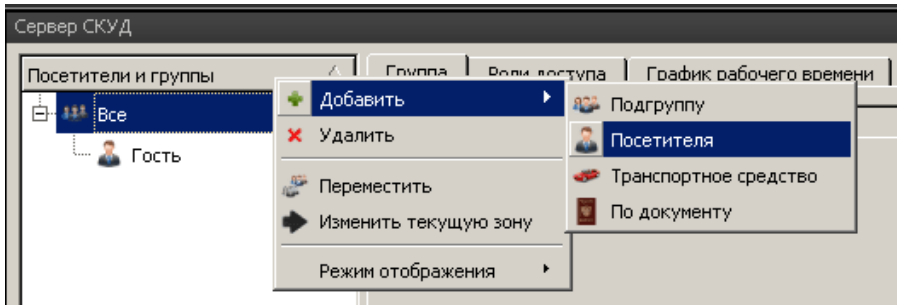 Сервер СКУД
Посетители и группы
Группа
Роли доступа
График рабочего времени
Все
Гость
Добавить
Удалить
Переместить
Изменить текущую зону
Режим отображения
Подгруппу
Посетителя
Транспортное средство
По документу